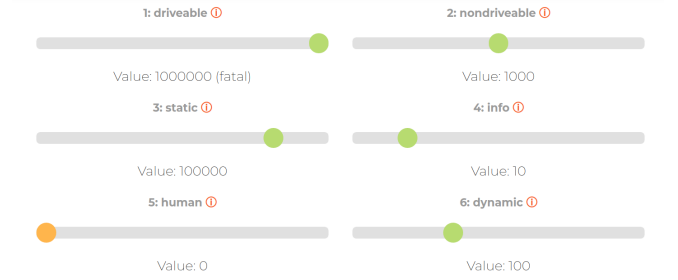 1: driveable ⓘ
2: nondriveable ⓘ
Value: 1000000 (fatal)
Value: 1000
3: static ⓘ
4: info ⓘ
Value: 100000
Value: 10
5: human ⓘ
6: dynamic ⓘ
Value: 0
Value: 100